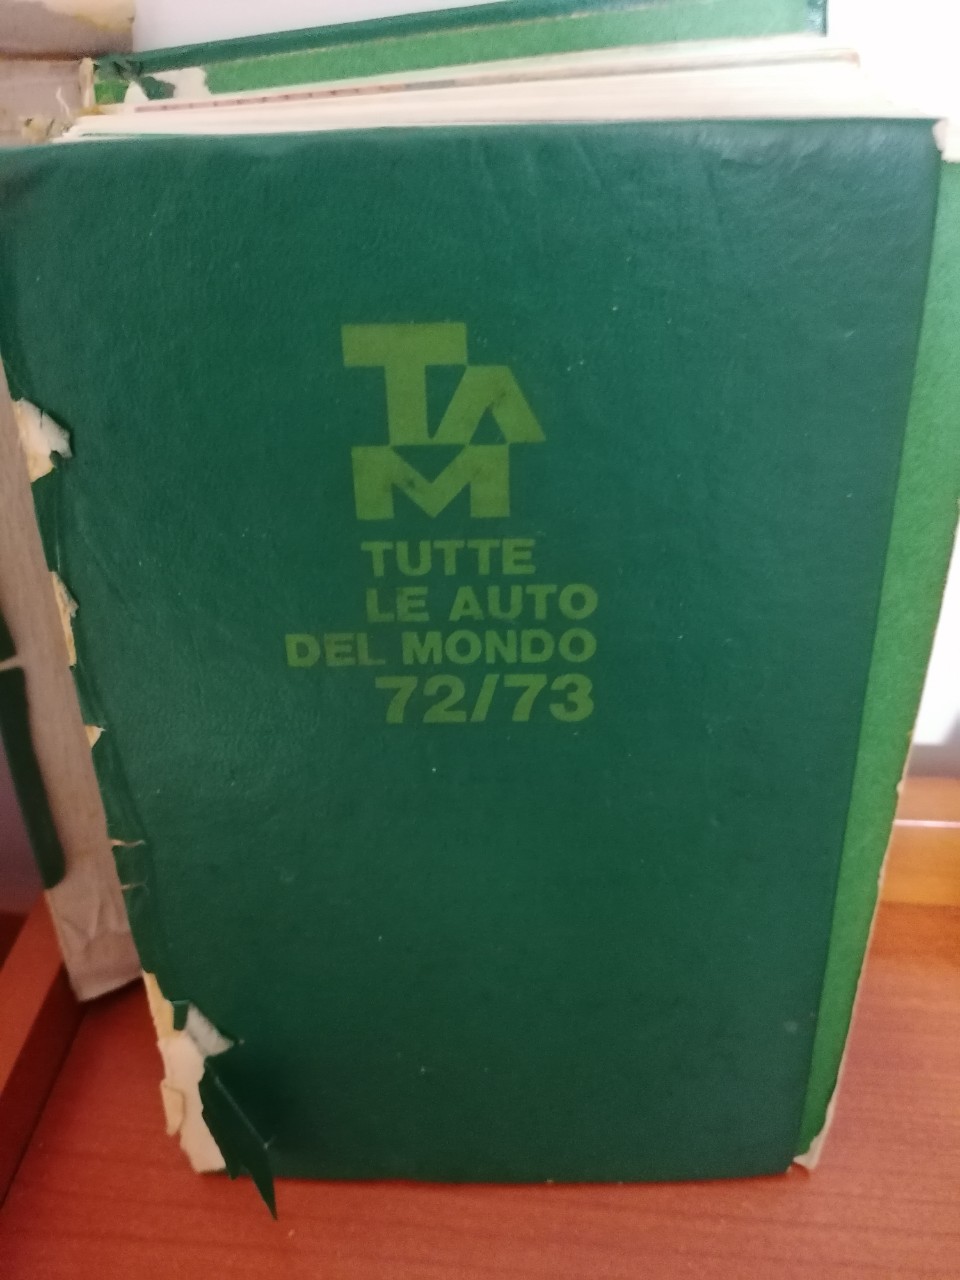 TAM
TUTTE
LE AUTO
DEL MONDO
72/73